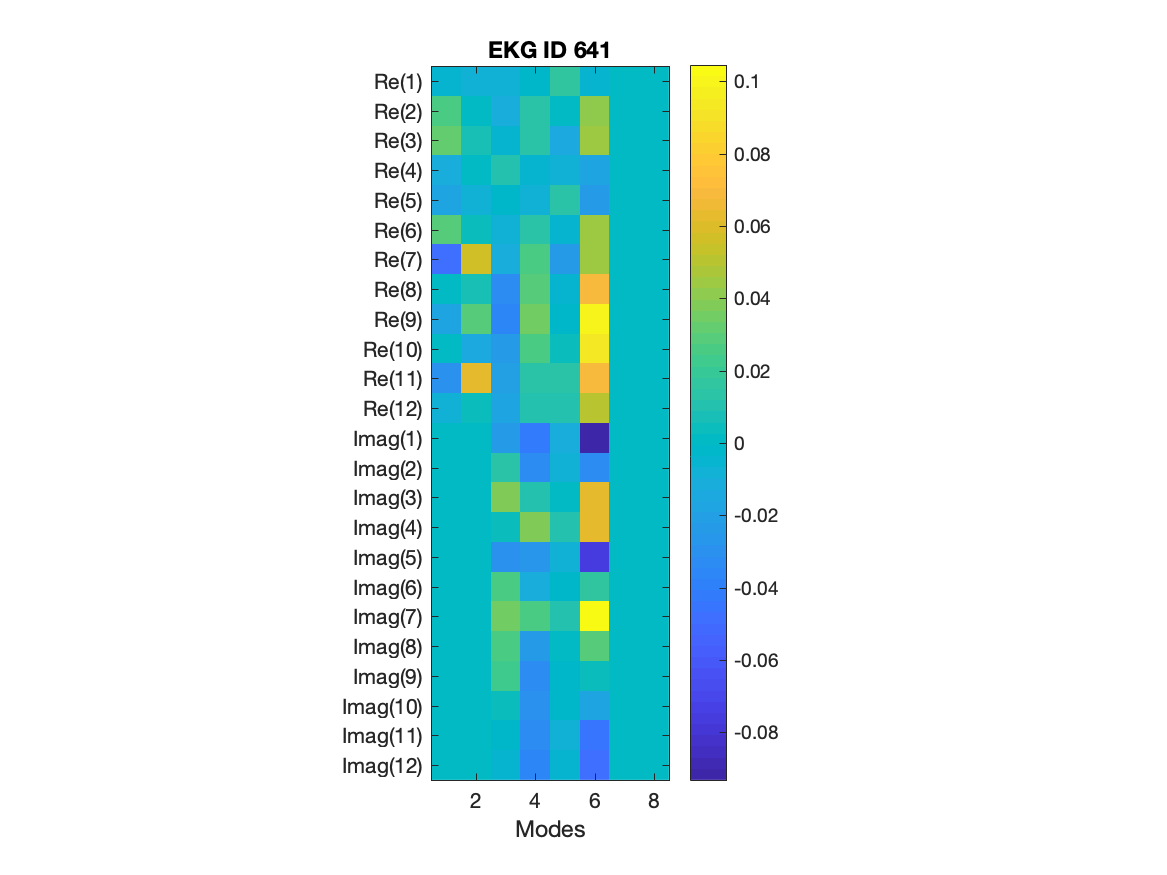 EKG ID 641
Re(1)
Re(2)
Re(3)
Re(4)
Re(5)
Re(6)
Re(7)
Re(8)
Re(9)
Re(10)
Re(11)
Re(12)
Imag(1)
Imag(2)
Imag(3)
Imag(4)
Imag(5)
Imag(6)
Imag(7)
Imag(8)
Imag(9)
Imag(10)
Imag(11)
Imag(12)
2 4 6 8
Modes
0.1
0.08
0.06
0.04
0.02
0
-0.02
-0.04
-0.06
-0.08